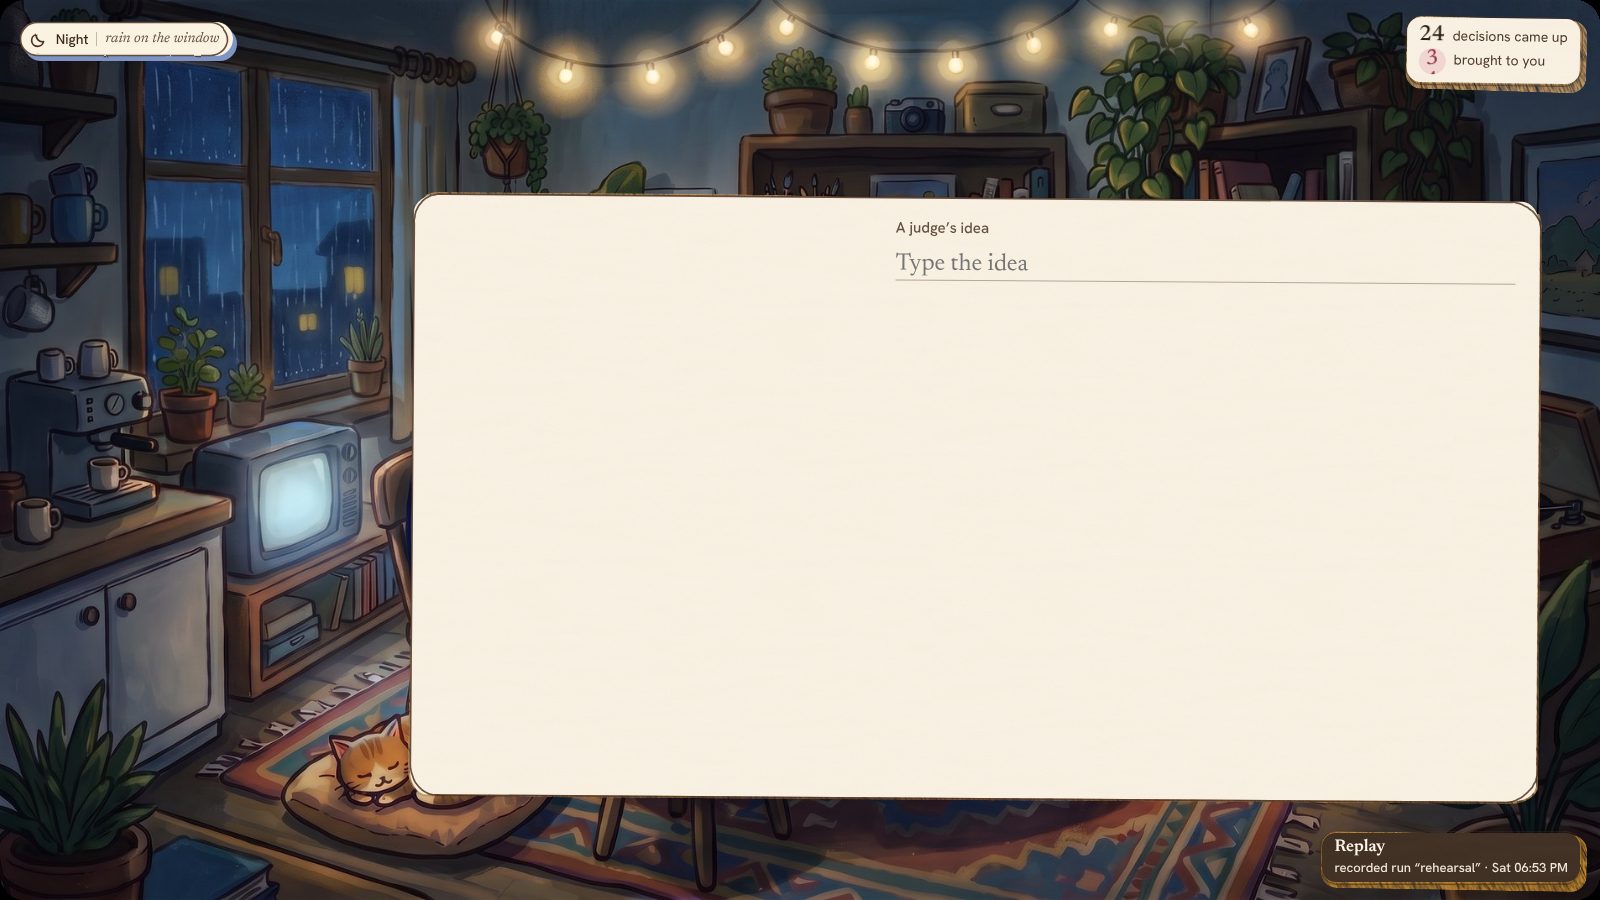 Night
rain on the window
24 decisions came up
3 brought to you
A judge's idea
Type the idea
Replay
recorded run “rehearsal” · Sat 06:53 PM